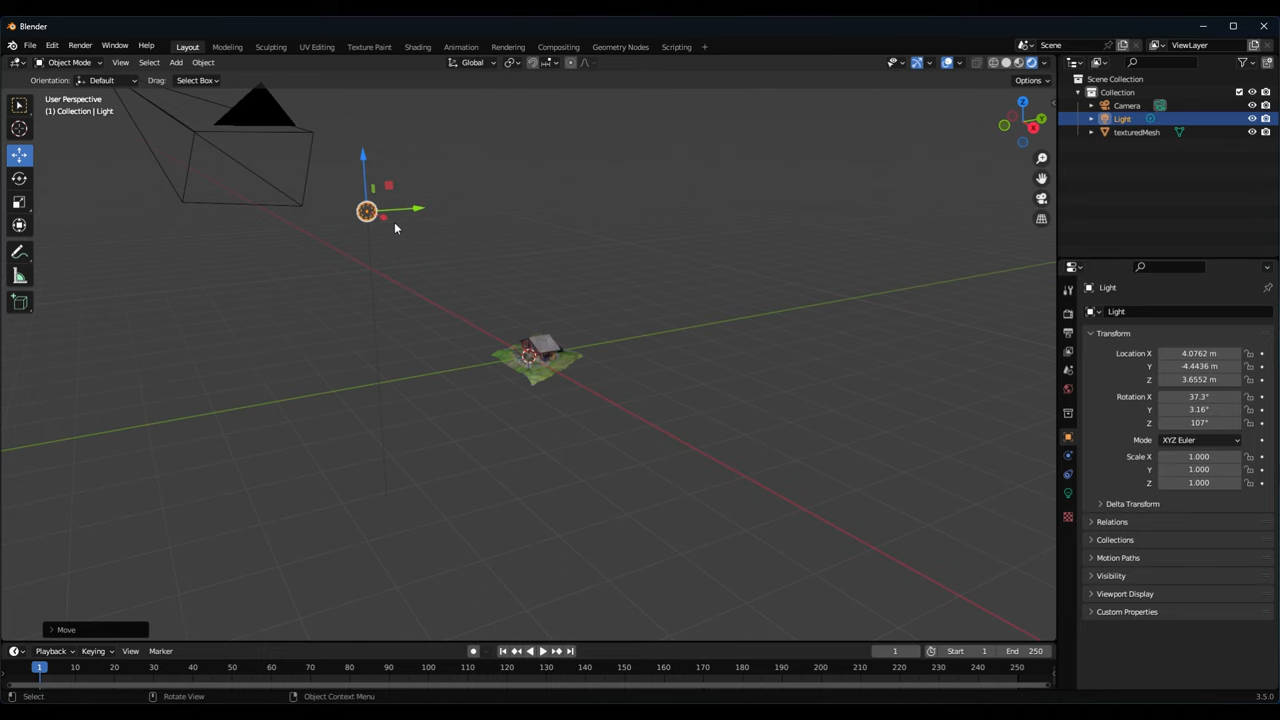 Blender
File Edit Render Window Help Layout Modeling Sculpting UV Editing Texture Paint Shading Animation Rendering Compositing Geometry Nodes Scripting + Scene ViewLayer
Object Mode View Select Add Object Global
Orientation: Default Drag: Select Box Options
User Perspective
(1) Collection | Light
Z
Y
X
Move
Scene Collection
Collection
Camera
Light
texturedMesh
Light
Light
Transform
Location X 4.0762 m
Y -4.4436 m
Z 3.6552 m
Rotation X 37.3°
Y 3.16°
Z 107°
Mode XYZ Euler
Scale X 1.000
Y 1.000
Z 1.000
Delta Transform
Relations
Collections
Motion Paths
Visibility
Viewport Display
Custom Properties
Playback Keying View Marker 1 Start 1 End 250
1 10 20 30 40 50 60 70 80 90 100 110 120 130 140 150 160 170 180 190 200 210 220 230 240 250
Select Rotate View Object Context Menu 3.5.0